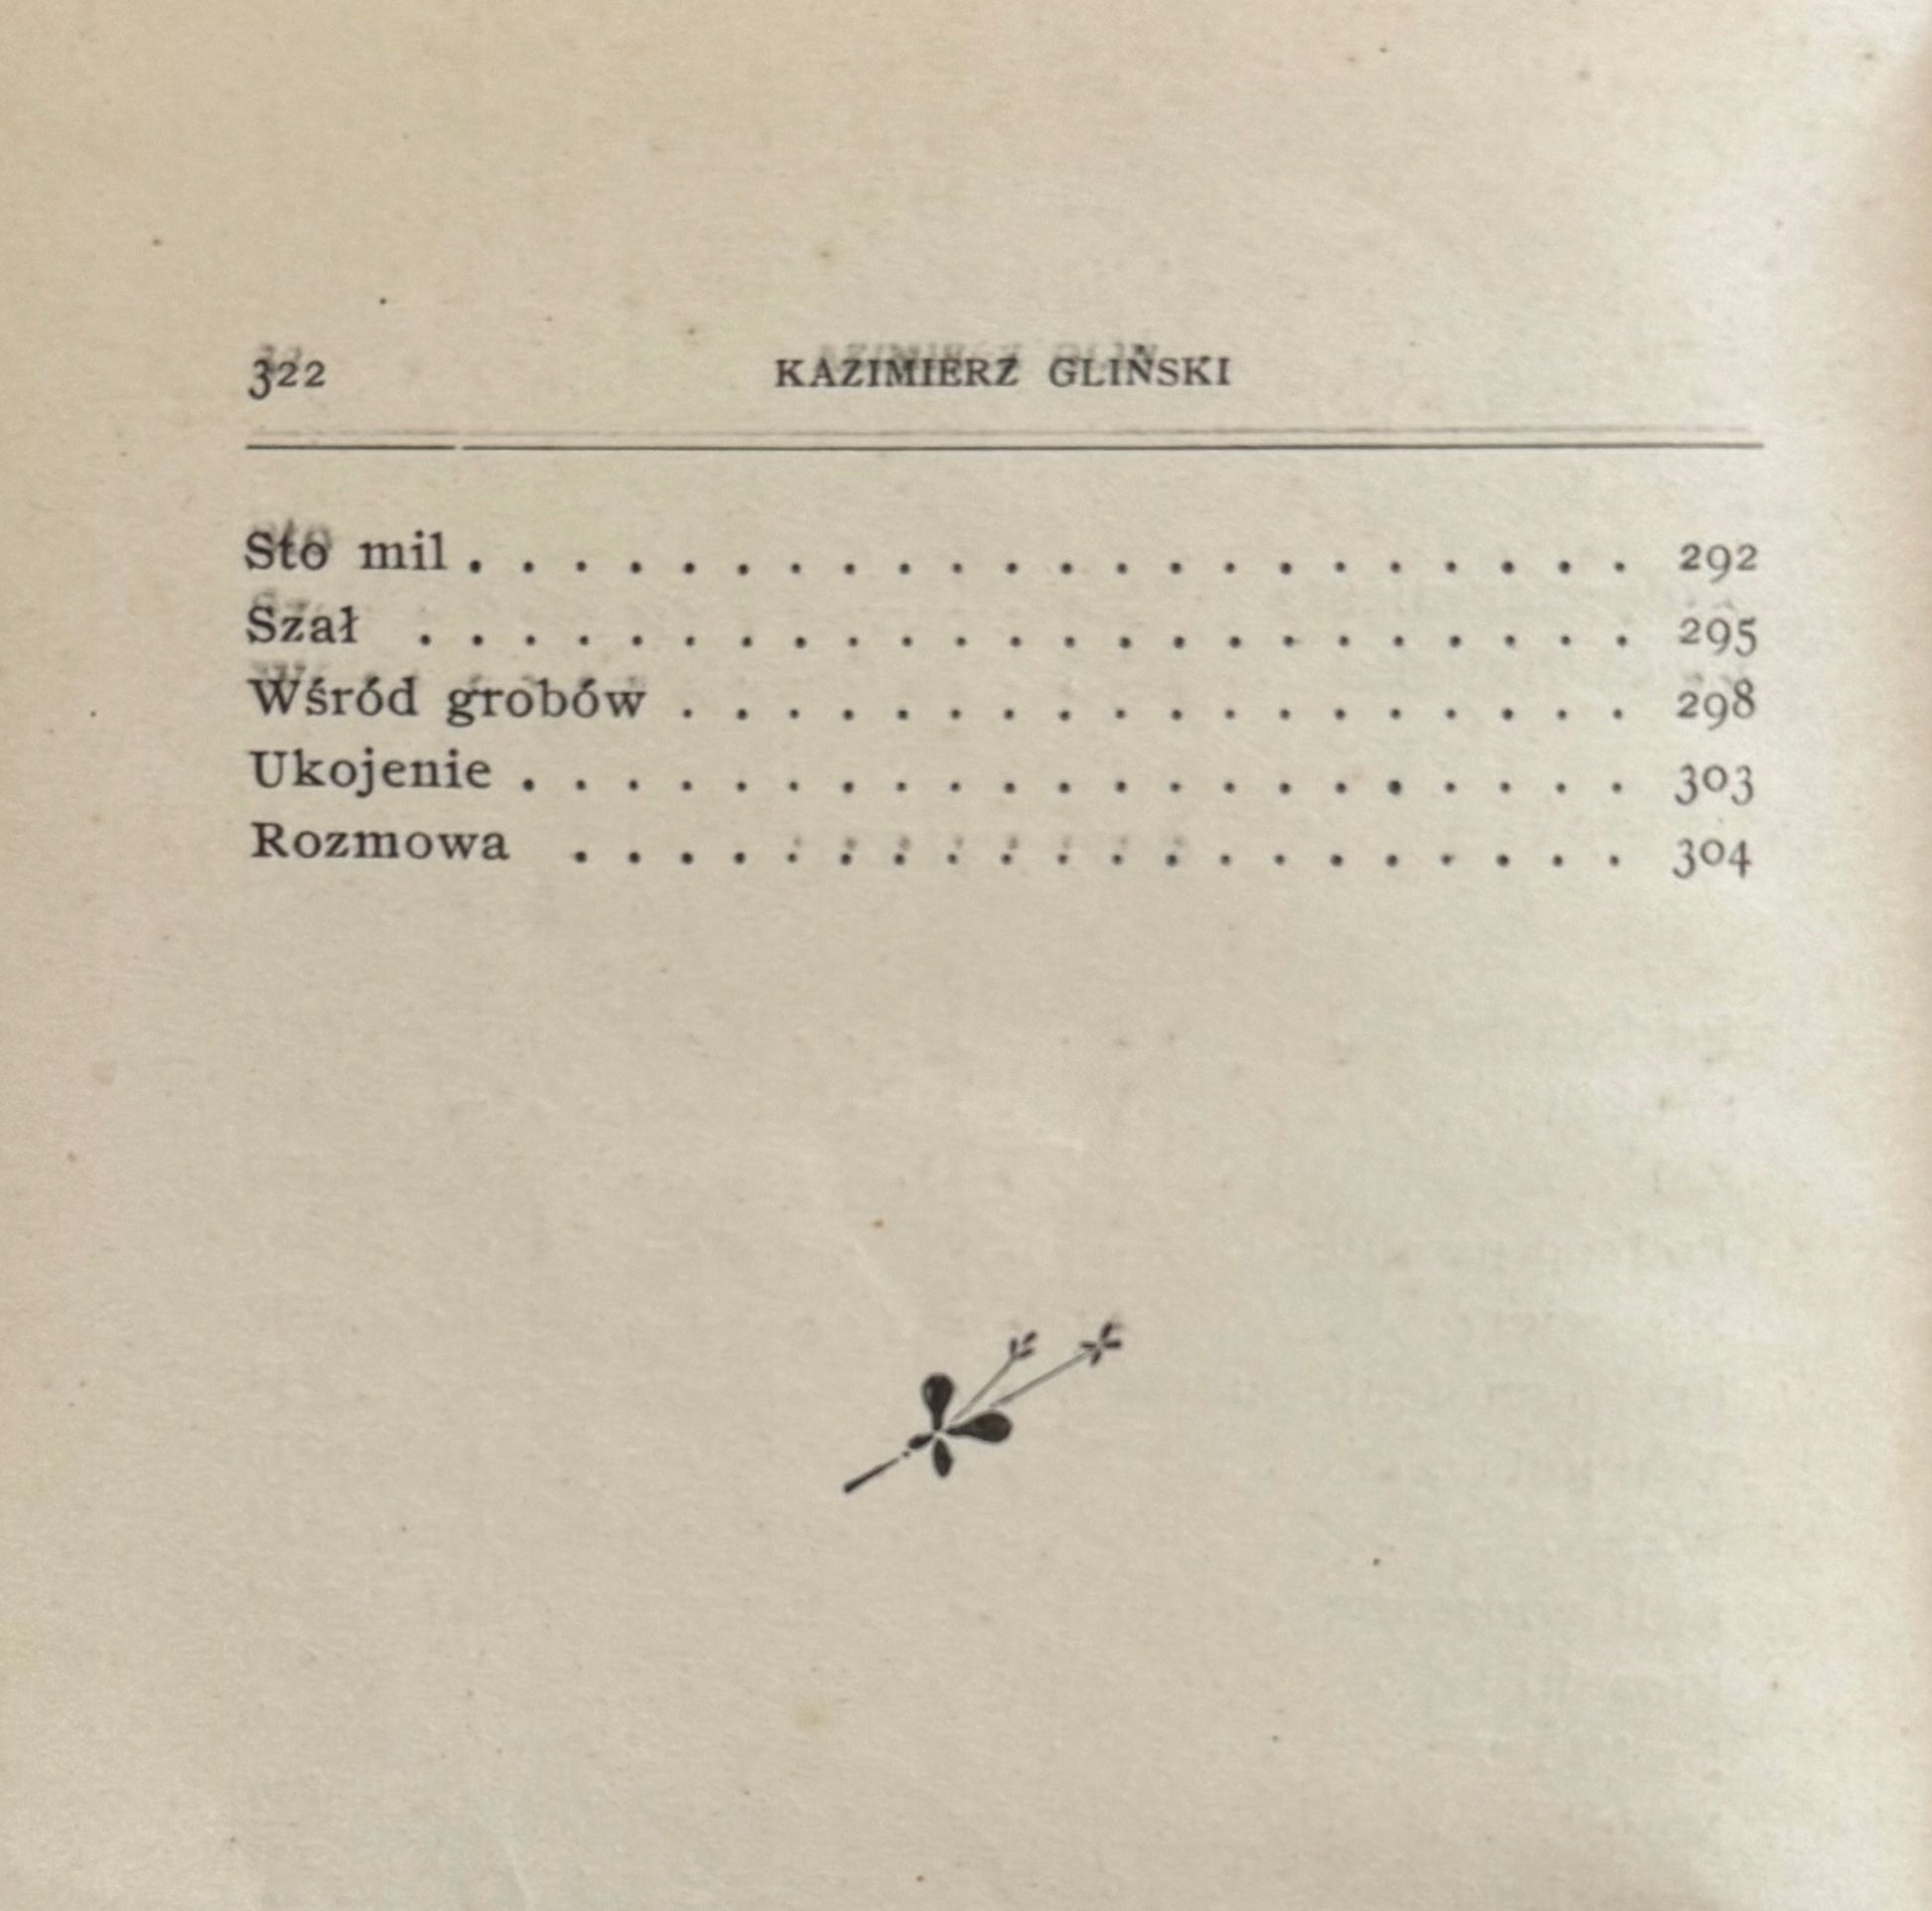 322 KAZIMIERZ GLIŃSKI
Sto mil . . . . . . . . . . . . . . . . . . . . . . 292
Szał . . . . . . . . . . . . . . . . . . . . . . . 295
Wśród grobów . . . . . . . . . . . . . . . . . . 298
Ukojenie . . . . . . . . . . . . . . . . . . . . . 303
Rozmowa . . . . . . . . . . . . . . . . . . . . 304